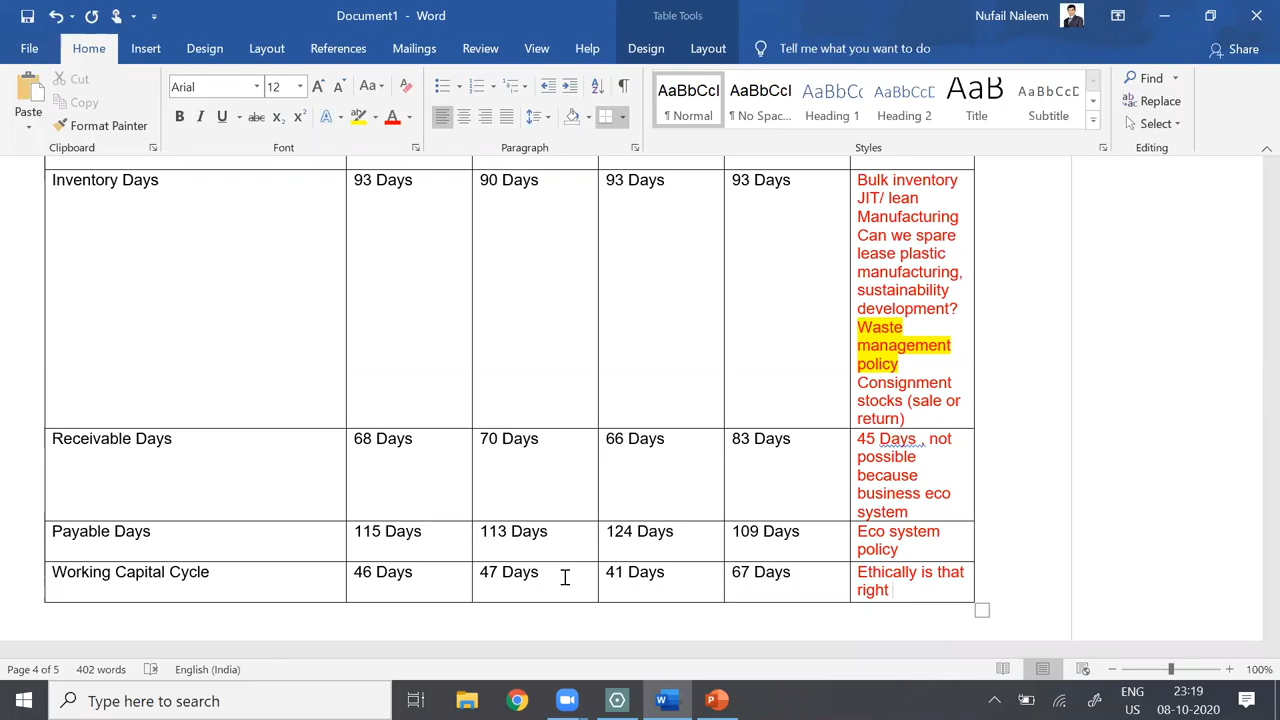 Document1 - Word
Table Tools
Nufail Naleem
File Home Insert Design Layout References Mailings Review View Help Design Layout Tell me what you want to do Share
Paste
Cut
Copy
Format Painter
Clipboard
Arial 12
Aa
B I U abc X₂ X²
A A
Font
Paragraph
AaBbCcI AaBbCcI AaBbCc AaBbCcD AaB AaBbCcD
¶ Normal ¶ No Spac... Heading 1 Heading 2 Title Subtitle
Styles
Find
Replace
Select
Editing
Inventory Days 93 Days 90 Days 93 Days 93 Days Bulk inventory
JIT/ lean
Manufacturing
Can we spare
lease plastic
manufacturing,
sustainability
development?
Waste
management
policy
Consignment
stocks (sale or
return)
Receivable Days 68 Days 70 Days 66 Days 83 Days 45 Days , not
possible
because
business eco
system
Payable Days 115 Days 113 Days 124 Days 109 Days Eco system
policy
Working Capital Cycle 46 Days 47 Days 41 Days 67 Days Ethically is that
right
Page 4 of 5 402 words English (India) 100%
Type here to search
ENG 23:19
US 08-10-2020